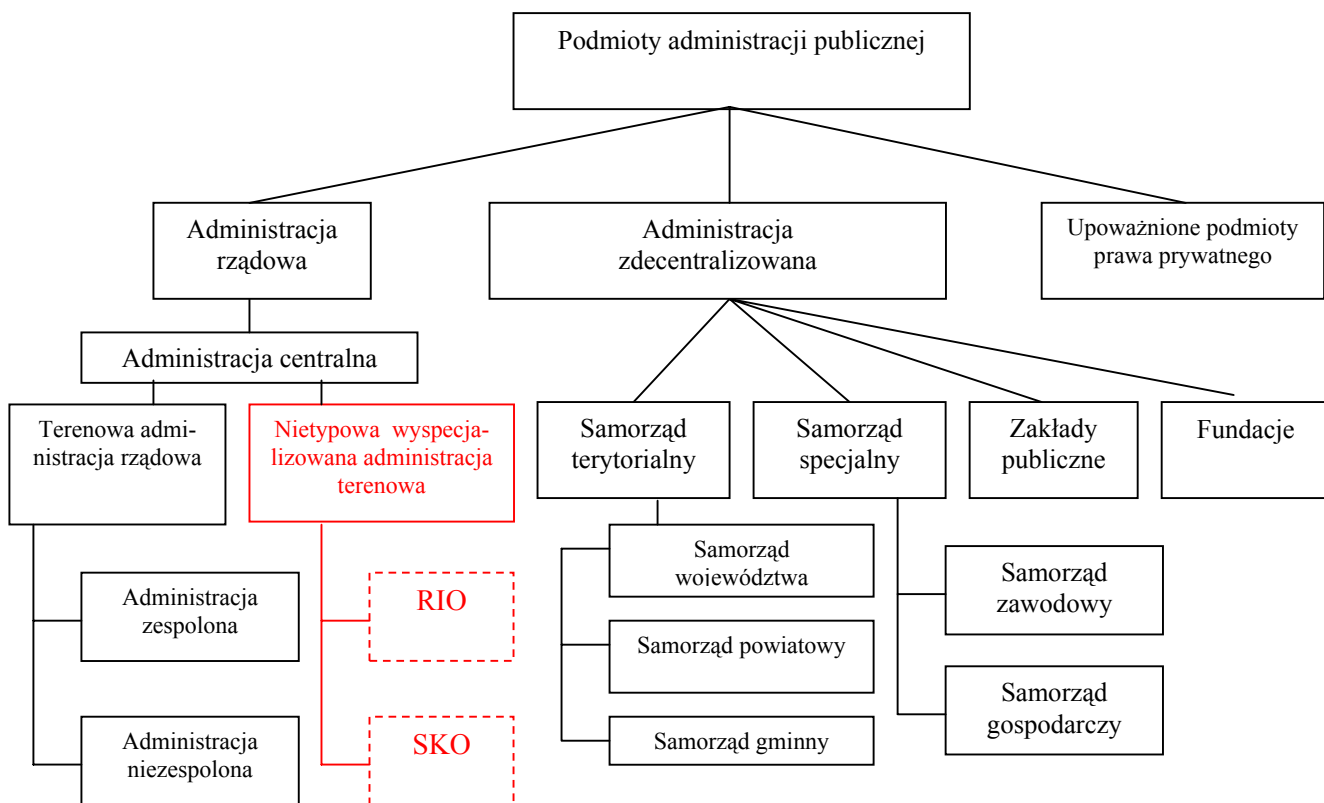 Podmioty administracji publicznej
Administracja
rządowa
Administracja
zdecentralizowana
Upoważnione podmioty
prawa prywatnego
Administracja centralna
Terenowa admi-
nistracja rządowa
Nietypowa wyspecja-
lizowana administracja
terenowa
Samorząd
terytorialny
Samorząd
specjalny
Zakłady
publiczne
Fundacje
Administracja
zespolona
RIO
Samorząd
województwa
Samorząd
zawodowy
Samorząd powiatowy
Administracja
niezespolona
SKO
Samorząd gminny
Samorząd
gospodarczy